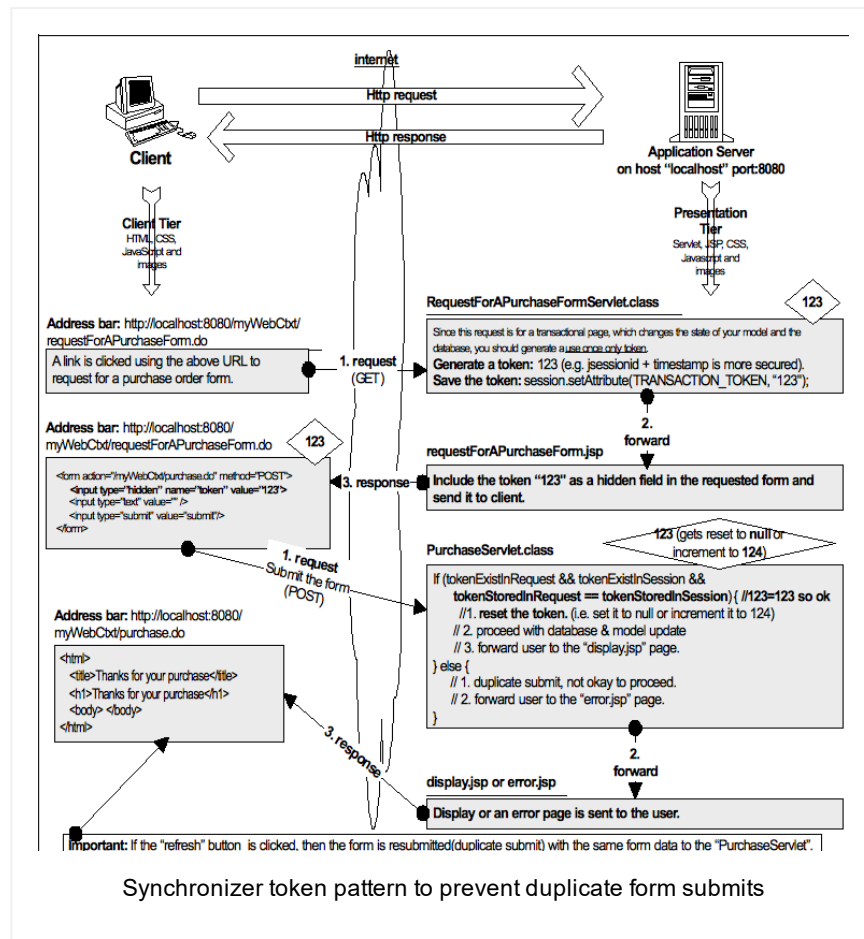 internet
Http request
Http response
Client
Application Server
on host “localhost” port:8080
Client Tier
HTML, CSS,
JavaScript and
images
Presentation
Tier
Servlet, JSP, CSS,
Javascript and
images
Address bar: http://localhost:8080/myWebCtxt/
requestForAPurchaseForm.do
A link is clicked using the above URL to
request for a purchase order form.
1. request
(GET)
RequestForAPurchaseFormServlet.class
123
Since this request is for a transactional page, which changes the state of your model and the
database, you should generate a use once only token.
Generate a token: 123 (e.g. jsessionid + timestamp is more secured).
Save the token: session.setAttribute(TRANSACTION_TOKEN, “123”);
2.
forward
requestForAPurchaseForm.jsp
Include the token “123” as a hidden field in the requested form and
send it to client.
3. response
Address bar: http://localhost:8080/
myWebCtxt/requestForAPurchaseForm.do
123
<form action="/myWebCtxt/purchase.do" method="POST">
<input type="hidden" name="token" value="123">
<input type="text" value="" />
<input type="submit" value="submit"/>
</form>
1. request
Submit the form
(POST)
123 (gets reset to null or
increment to 124)
PurchaseServlet.class
If (tokenExistInRequest && tokenExistInSession &&
tokenStoredInRequest == tokenStoredInSession) { //123=123 so ok
//1. reset the token. (i.e. set it to null or increment it to 124)
// 2. proceed with database & model update
// 3. forward user to the “display.jsp” page.
} else {
// 1. duplicate submit, not okay to proceed.
// 2. forward user to the “error.jsp” page.
}
Address bar: http://localhost:8080/
myWebCtxt/purchase.do
<html>
<title>Thanks for your purchase</title>
<h1>Thanks for your purchase</h1>
<body> </body>
</html>
3. response
2.
forward
display.jsp or error.jsp
Display or an error page is sent to the user.
Important: If the “refresh” button is clicked, then the form is resubmitted(duplicate submit) with the same form data to the “PurchaseServlet”.
Synchronizer token pattern to prevent duplicate form submits